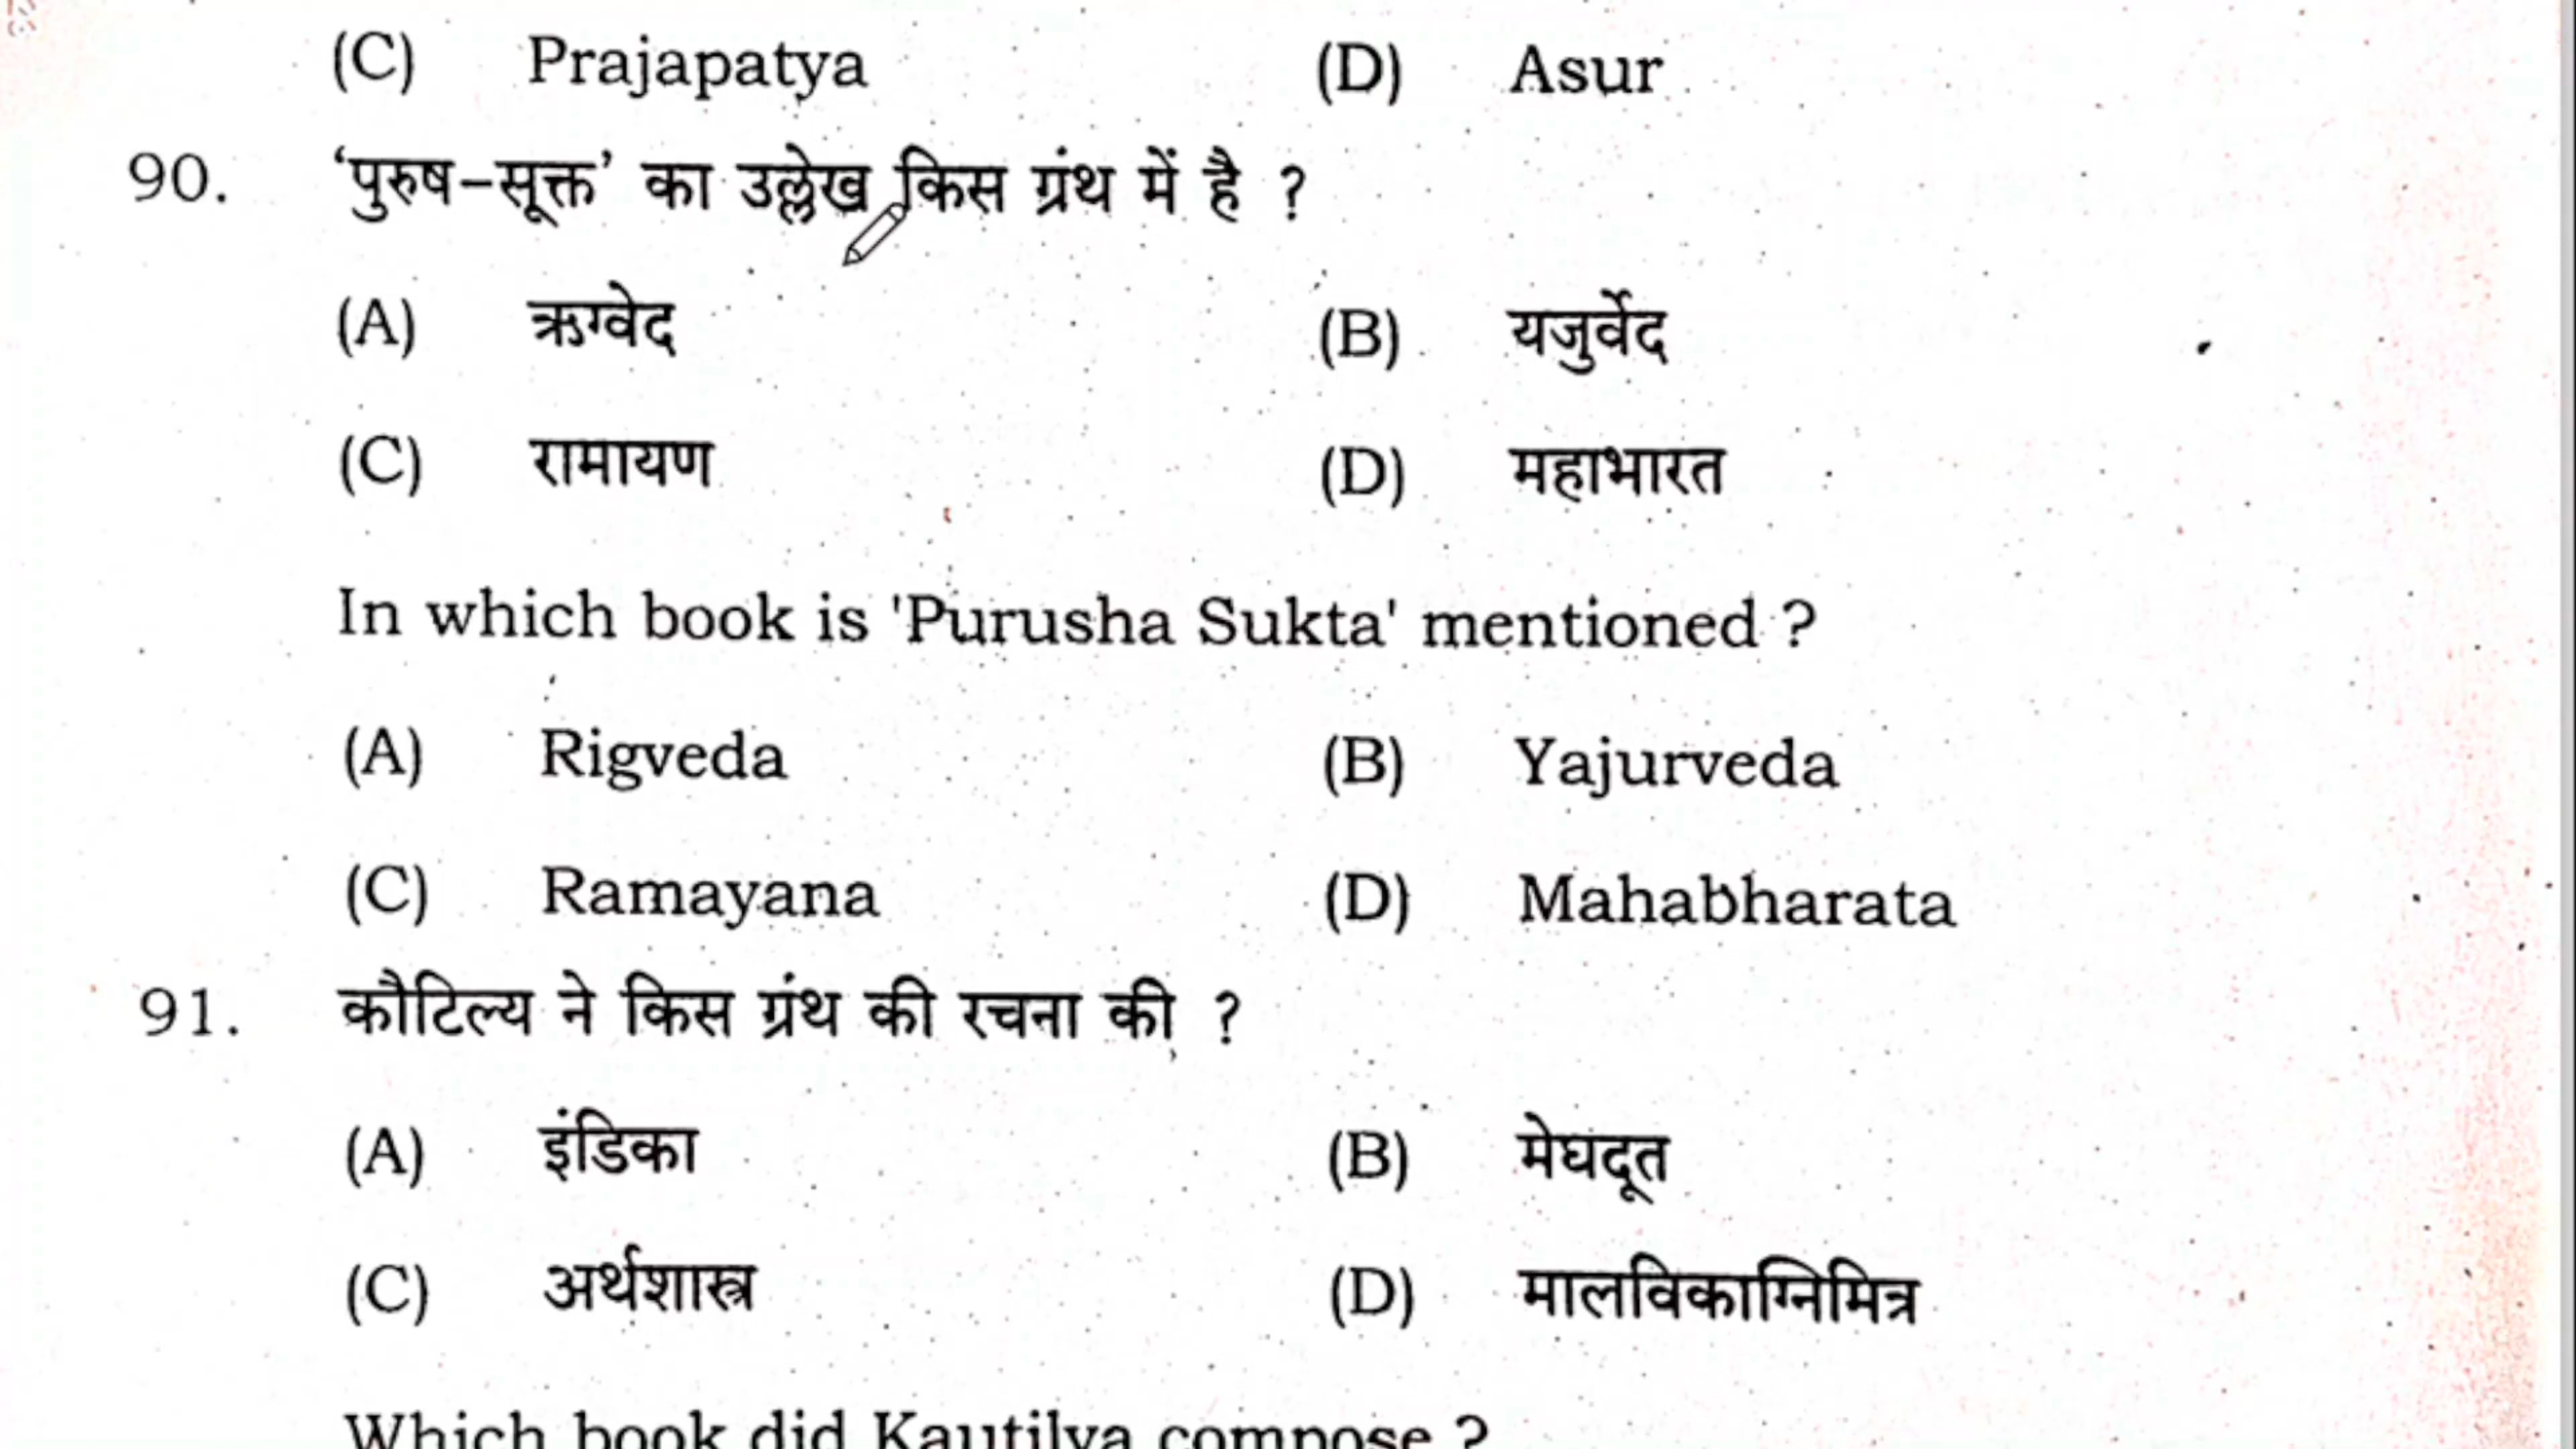 (C) Prajapatya (D) Asur
90. ‘पुरुष–सूक्त’ का उल्लेख किस ग्रंथ में है ?
(A) ऋग्वेद (B) यजुर्वेद
(C) रामायण (D) महाभारत
In which book is 'Purusha Sukta' mentioned ?
(A) Rigveda (B) Yajurveda
(C) Ramayana (D) Mahabharata
91. कौटिल्य ने किस ग्रंथ की रचना की ?
(A) इंडिका (B) मेघदूत
(C) अर्थशास्त्र (D) मालविकाग्निमित्र
Which book did Kautilya compose ?